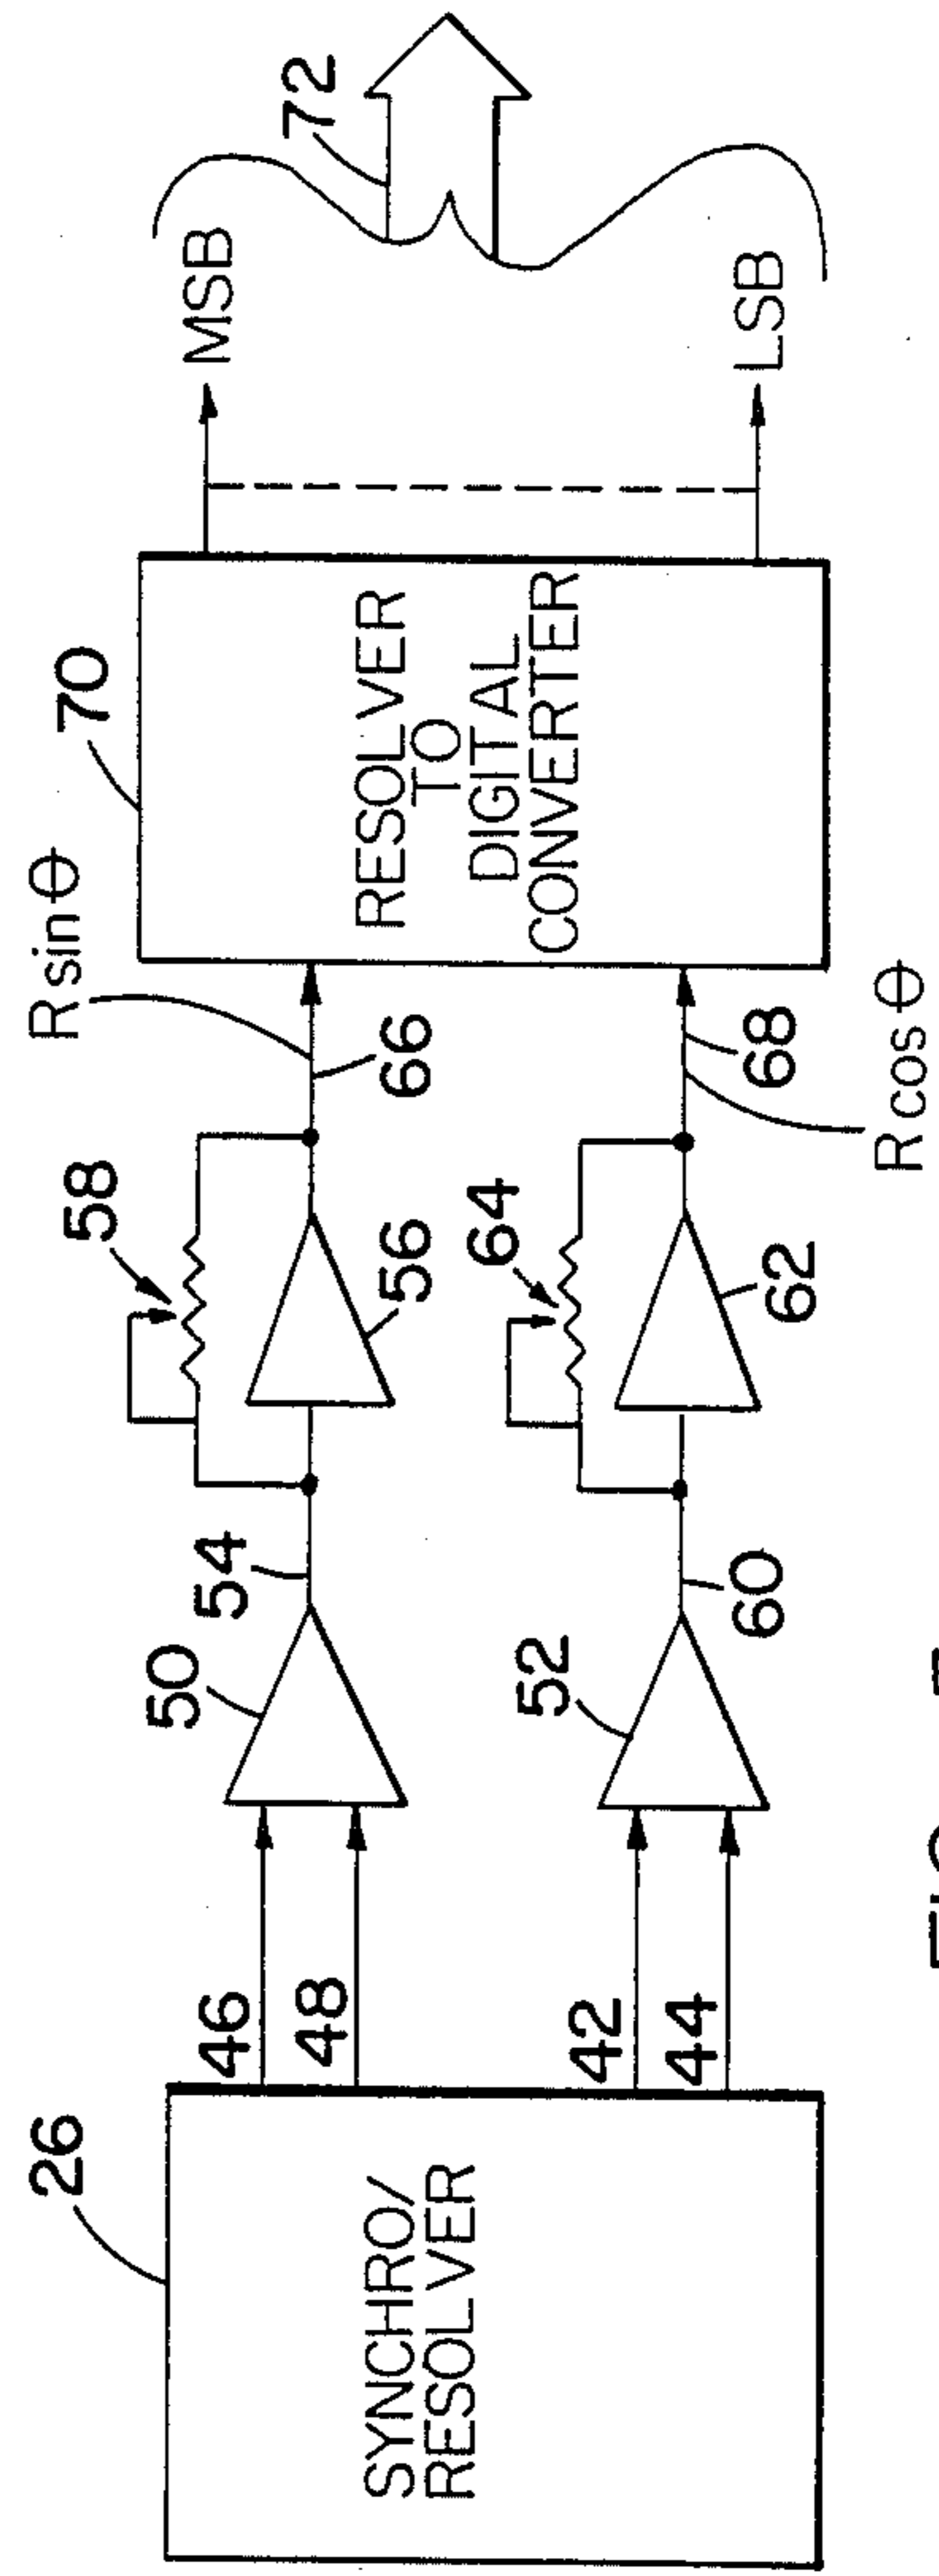 26
SYNCHRO/
RESOLVER
46
48
42
44
50
52
54
60
58
56
64
62
R sin θ
66
68
R cos θ
70
RESOLVER
TO
DIGITAL
CONVERTER
MSB
LSB
72